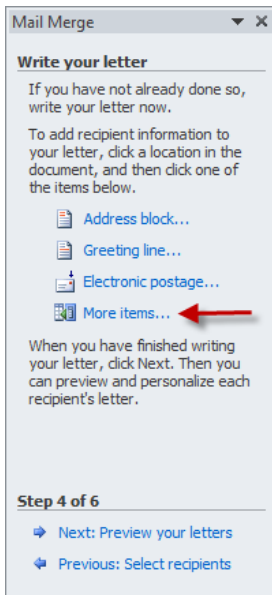 Mail Merge
Write your letter
If you have not already done so,
write your letter now.
To add recipient information to
your letter, click a location in the
document, and then click one of
the items below.
Address block...
Greeting line...
Electronic postage...
More items...
When you have finished writing
your letter, click Next. Then you
can preview and personalize each
recipient's letter.
Step 4 of 6
Next: Preview your letters
Previous: Select recipients